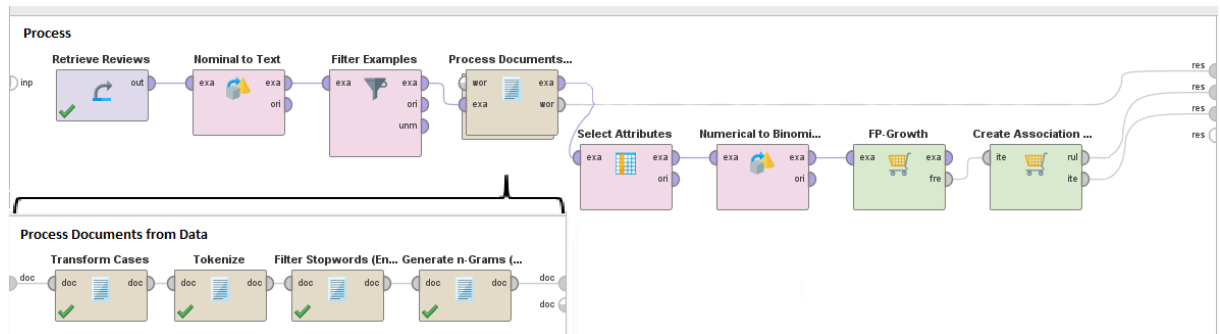 Process
Retrieve Reviews
Nominal to Text
Filter Examples
Process Documents...
inp
out
exa
exa
ori
exa
exa
ori
unm
wor
exa
exa
wor
res
res
res
res
Select Attributes
Numerical to Binomi...
FP-Growth
Create Association ...
exa
exa
ori
exa
exa
ori
exa
exa
fre
ite
rul
ite
Process Documents from Data
Transform Cases
Tokenize
Filter Stopwords (En...
Generate n-Grams (...
doc
doc
doc
doc
doc
doc
doc
doc
doc
doc
doc